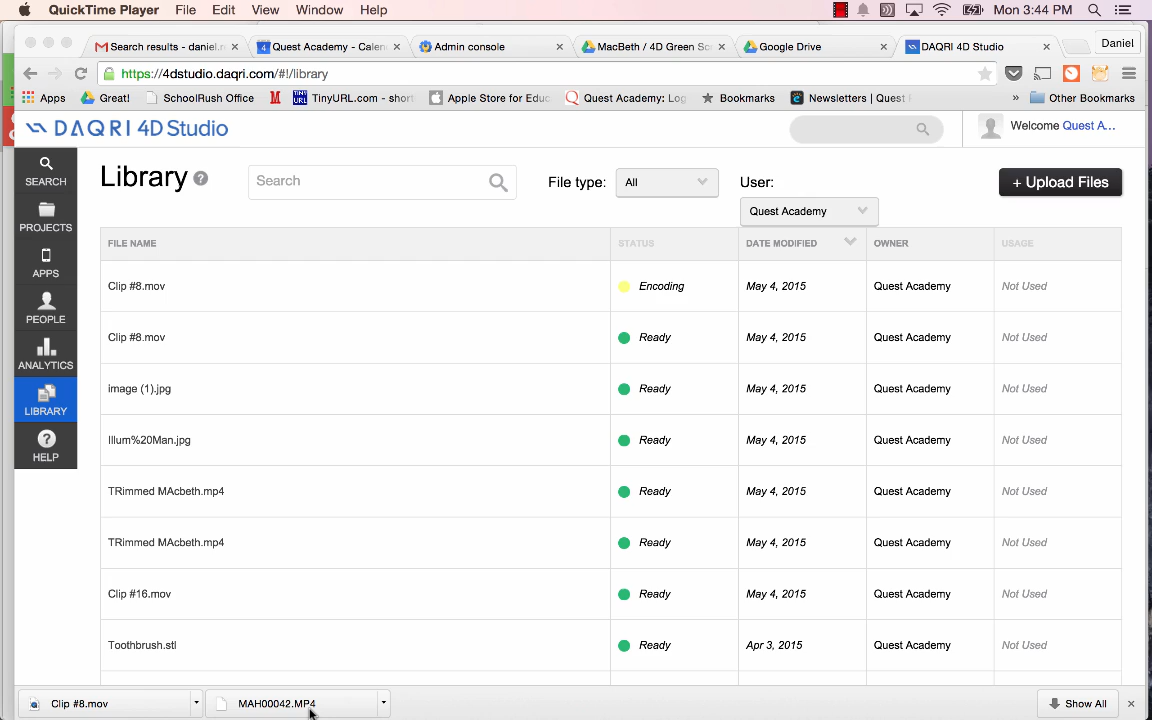 QuickTime Player File Edit View Window Help Mon 3:44 PM
Search results - daniel.r Quest Academy - Calen Admin console MacBeth / 4D Green Sc Google Drive DAQRI 4D Studio Daniel
https://4dstudio.daqri.com/#!/library
Apps Great! SchoolRush Office TinyURL.com - short Apple Store for Educ Quest Academy: Log Bookmarks Newsletters | Quest » Other Bookmarks
DAQRI 4D Studio Welcome Quest A...
SEARCH
PROJECTS
APPS
PEOPLE
ANALYTICS
LIBRARY
HELP
Library ? Search File type: All User: + Upload Files
Quest Academy
FILE NAME STATUS DATE MODIFIED OWNER USAGE
Clip #8.mov Encoding May 4, 2015 Quest Academy Not Used
Clip #8.mov Ready May 4, 2015 Quest Academy Not Used
image (1).jpg Ready May 4, 2015 Quest Academy Not Used
Illum%20Man.jpg Ready May 4, 2015 Quest Academy Not Used
TRimmed MAcbeth.mp4 Ready May 4, 2015 Quest Academy Not Used
TRimmed MAcbeth.mp4 Ready May 4, 2015 Quest Academy Not Used
Clip #16.mov Ready May 4, 2015 Quest Academy Not Used
Toothbrush.stl Ready Apr 3, 2015 Quest Academy Not Used
Clip #8.mov MAH00042.MP4 Show All